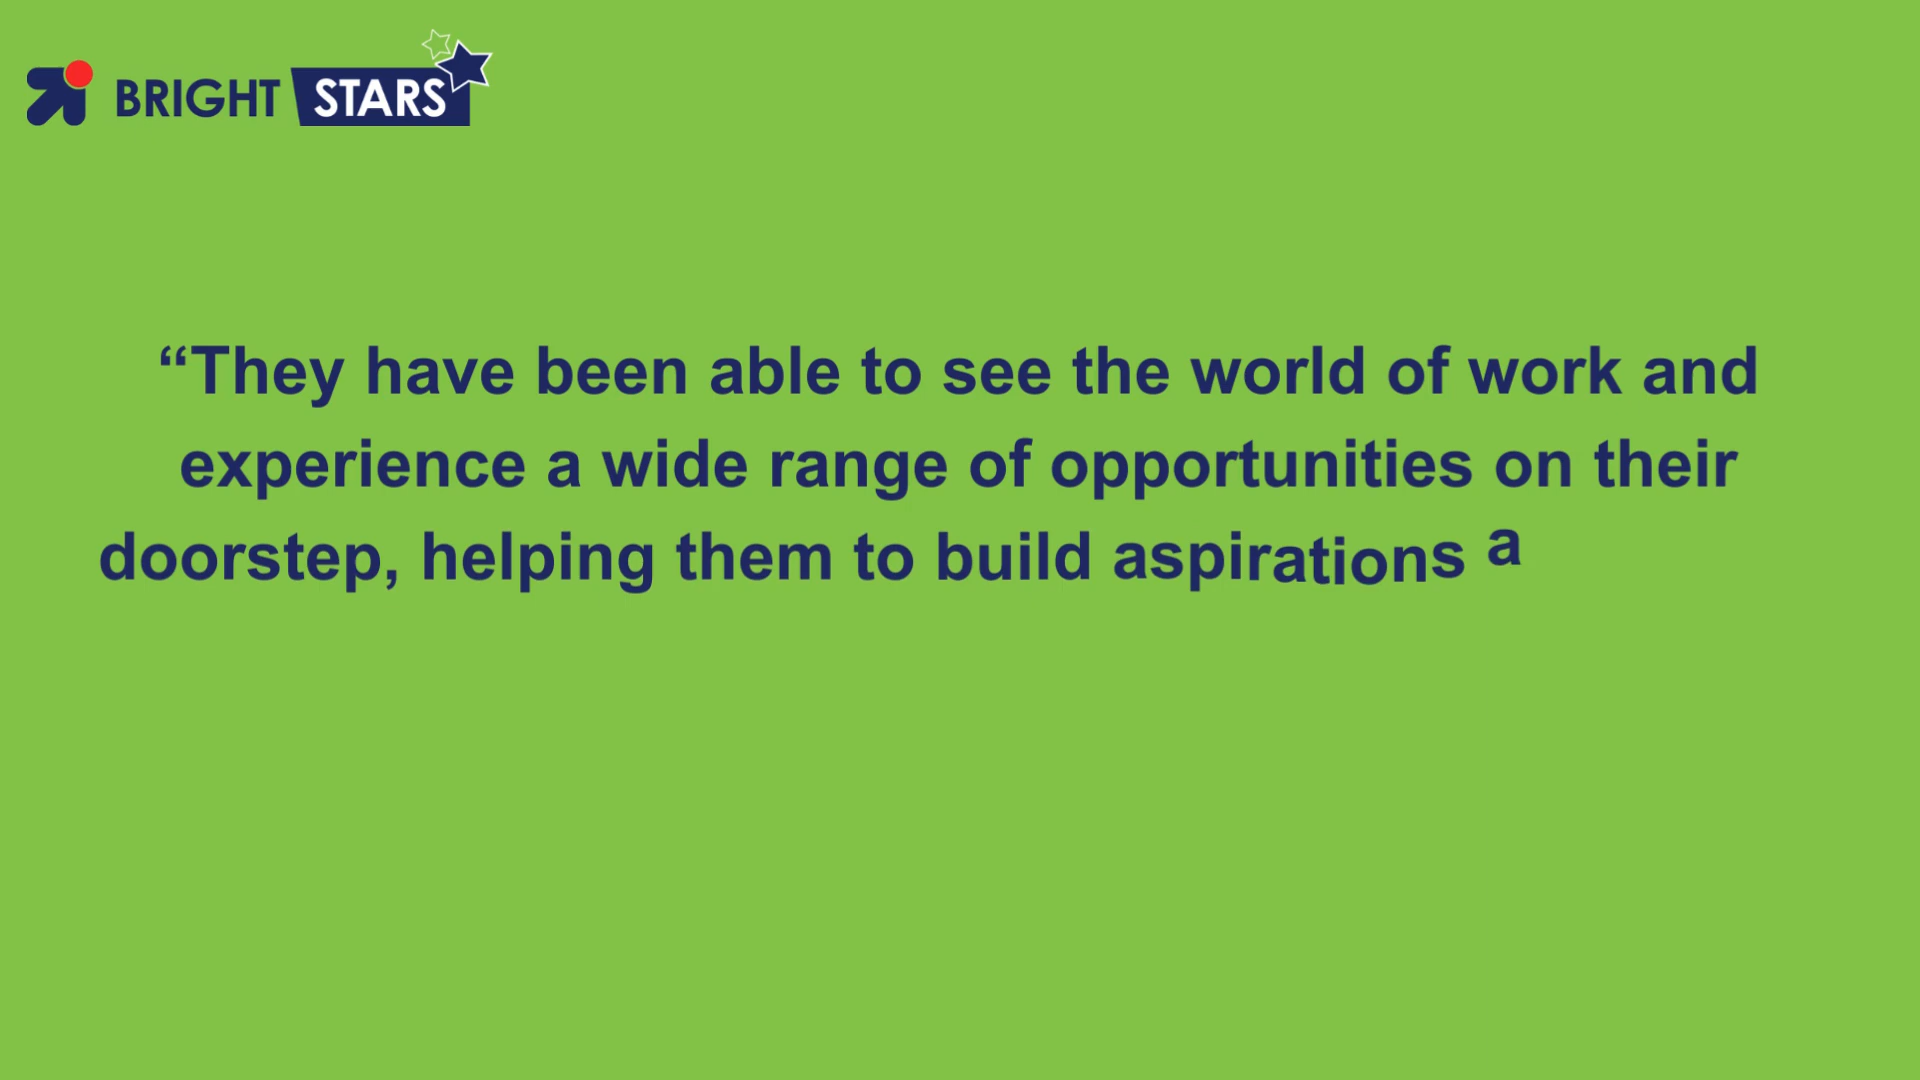 BRIGHT STARS
“They have been able to see the world of work and
experience a wide range of opportunities on their
doorstep, helping them to build aspirations a